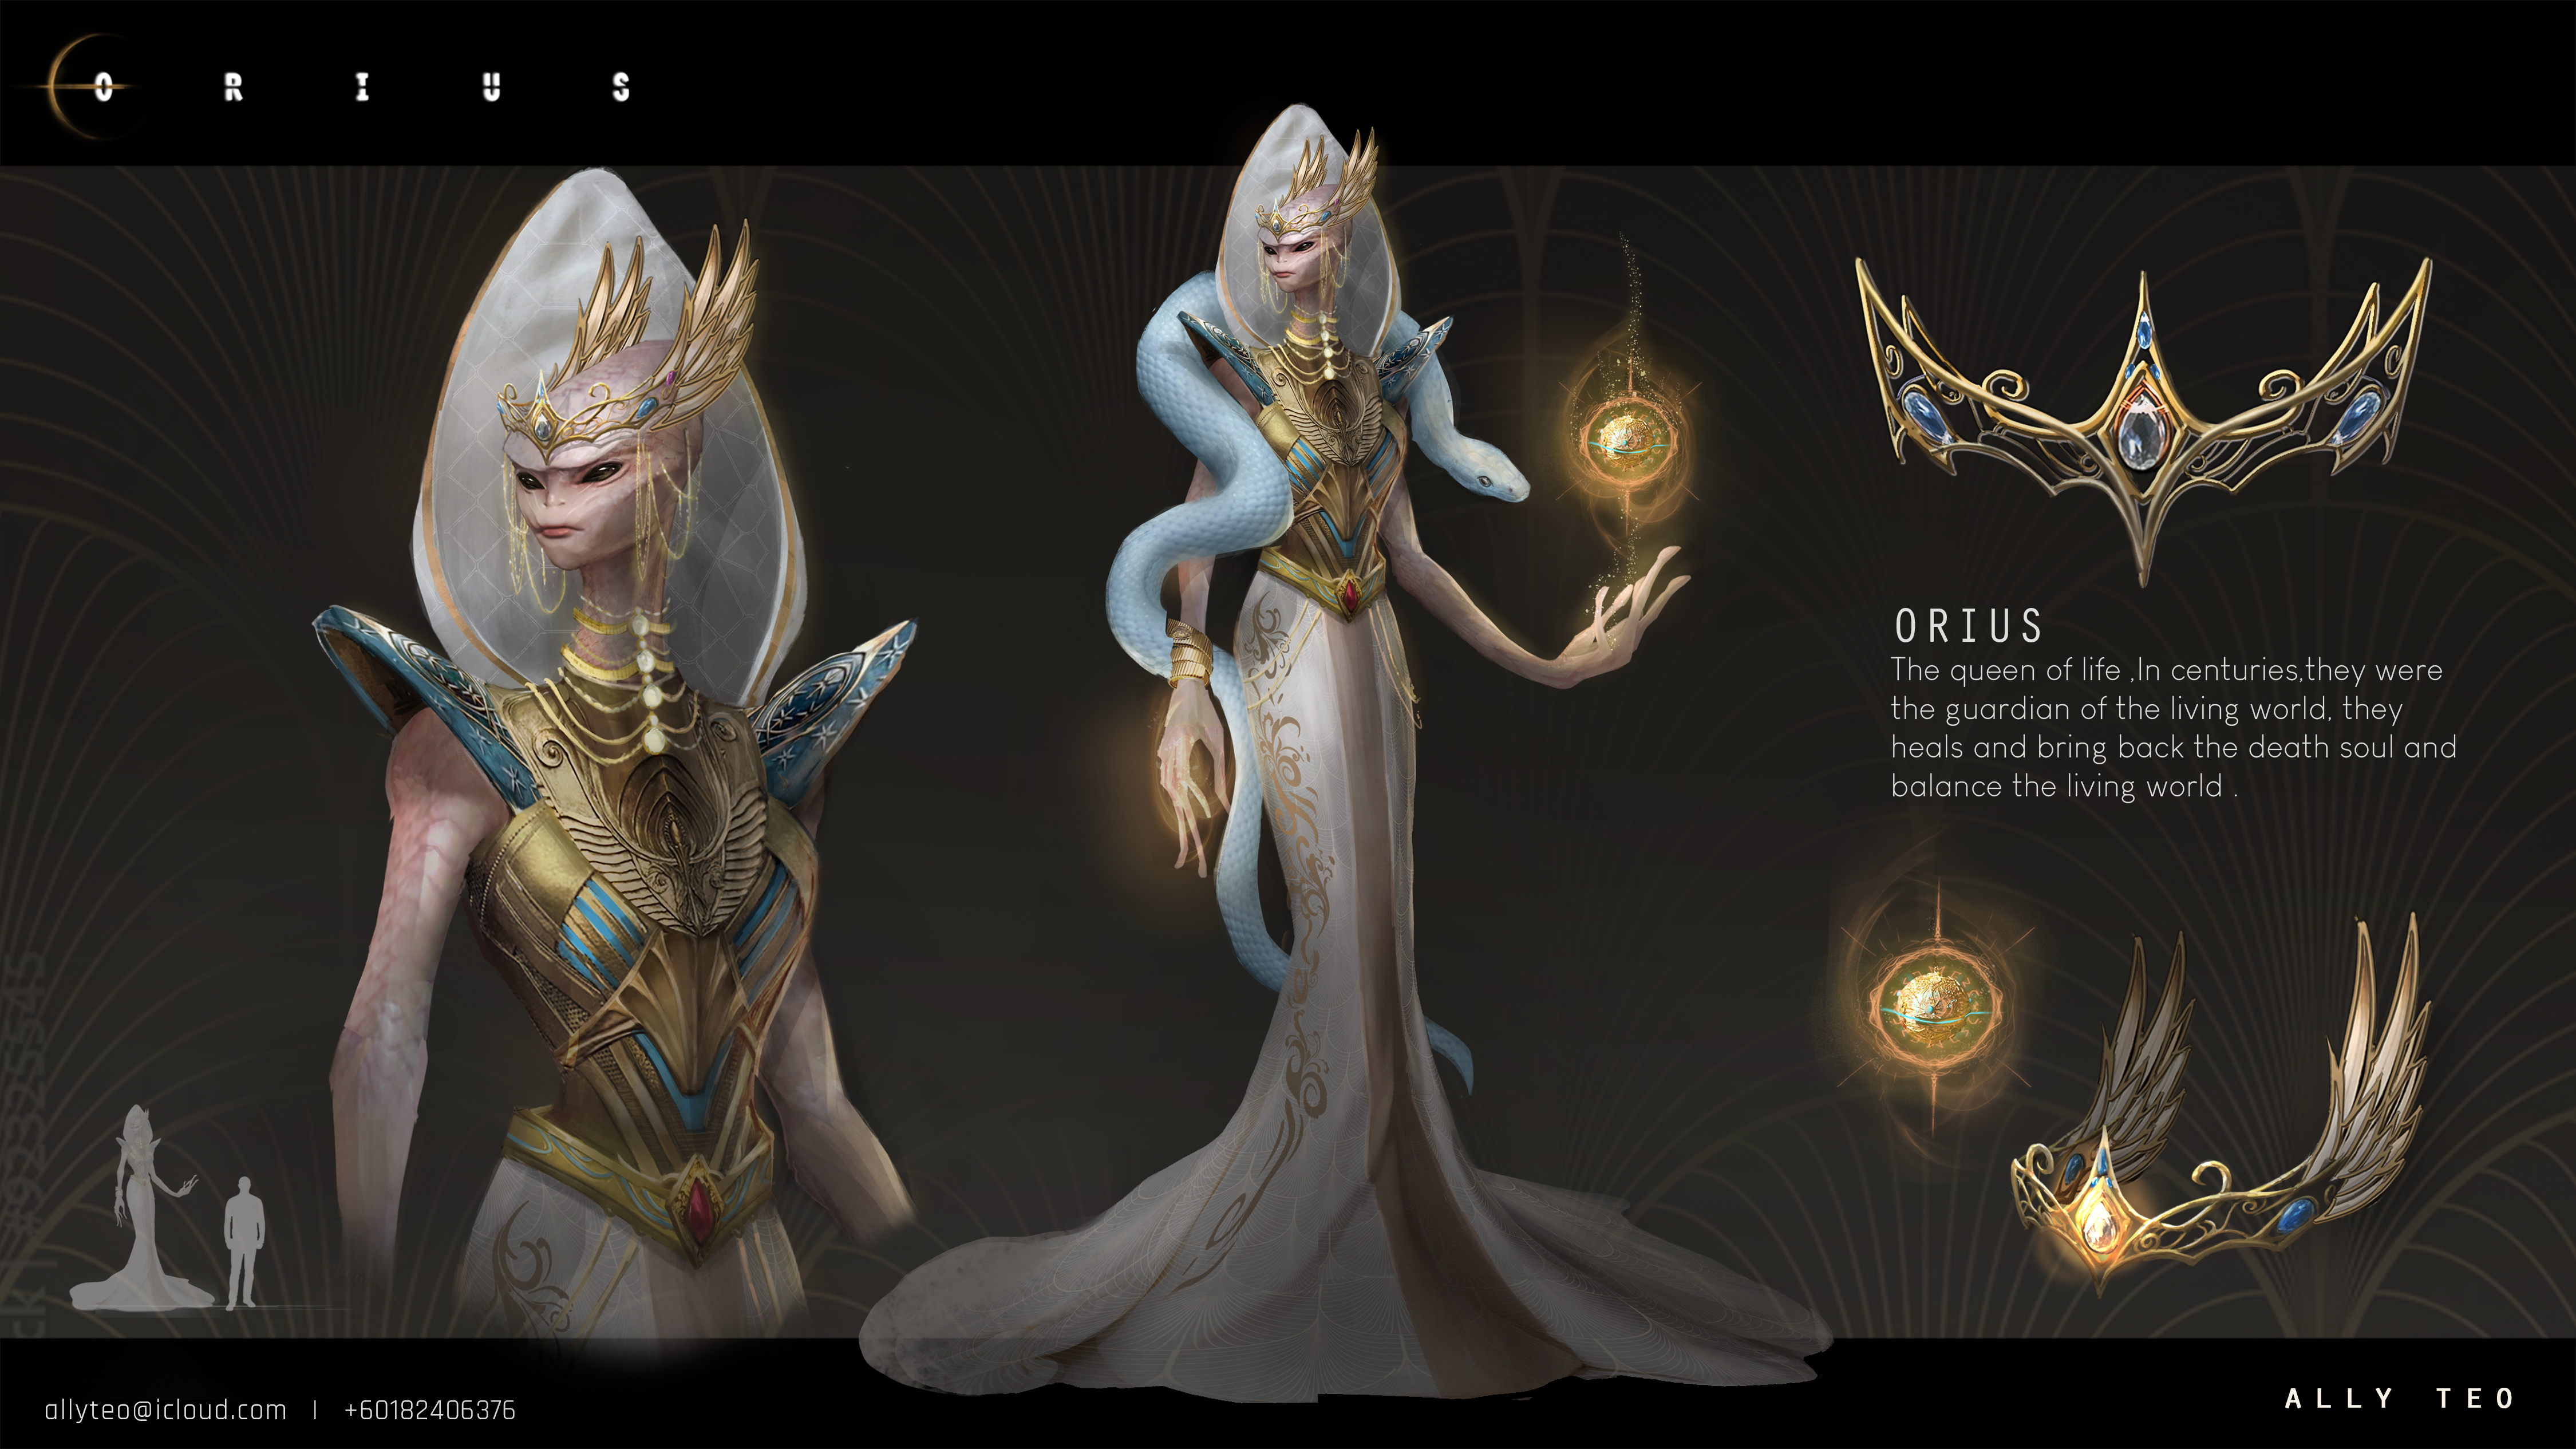 O R I U S
ORIUS
The queen of life ,In centuries,they were
the guardian of the living world, they
heals and bring back the death soul and
balance the living world .
allyteo@icloud.com | +60182406376
ALLY TEO